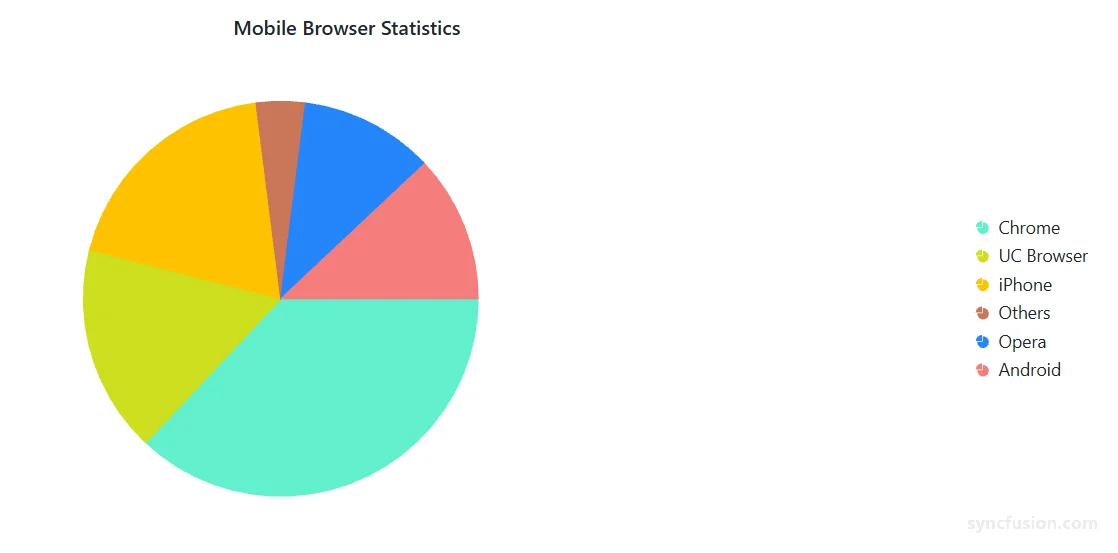 Mobile Browser Statistics
Chrome
UC Browser
iPhone
Others
Opera
Android
syncfusion.com